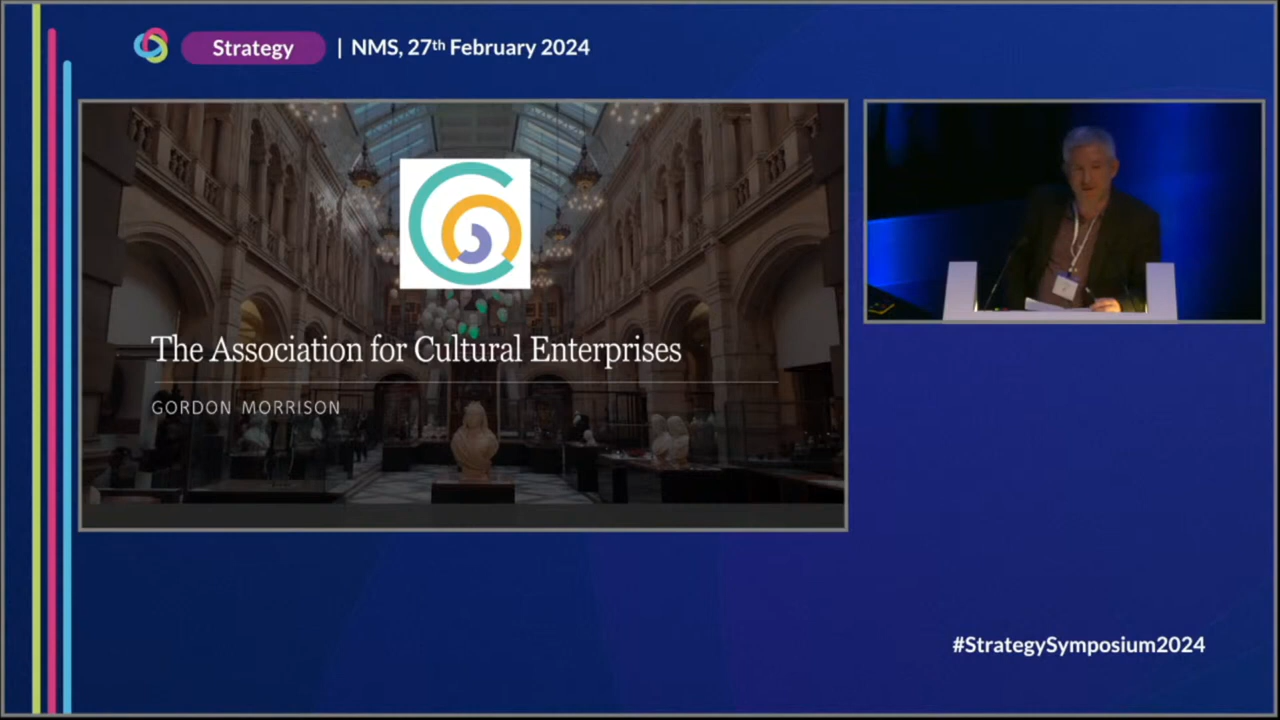 Strategy | NMS, 27th February 2024
The Association for Cultural Enterprises
GORDON MORRISON
#StrategySymposium2024